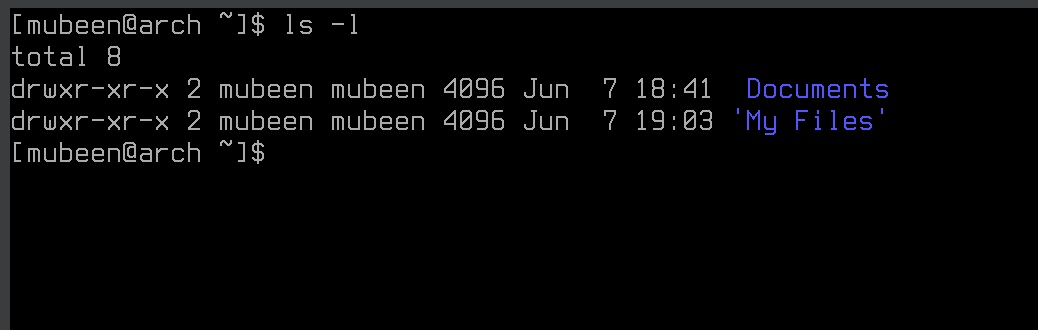 [mubeen@arch ~]$ ls -l
total 8
drwxr-xr-x 2 mubeen mubeen 4096 Jun  7 18:41  Documents
drwxr-xr-x 2 mubeen mubeen 4096 Jun  7 19:03 'My Files'
[mubeen@arch ~]$